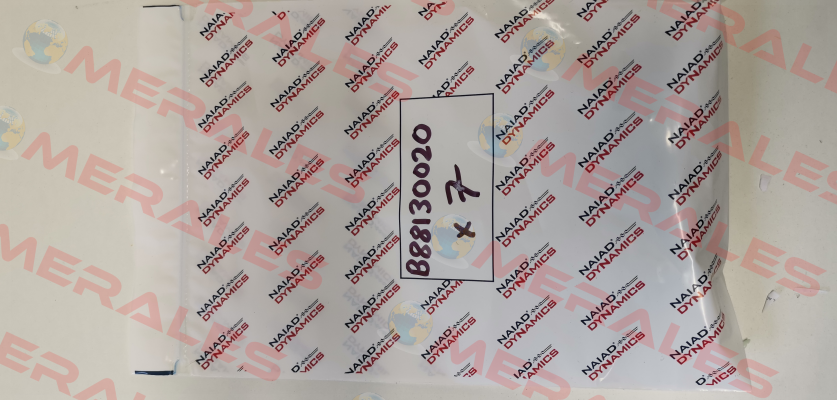 B88130020
x 7
NAIAD
DYNAMICS
MERALES